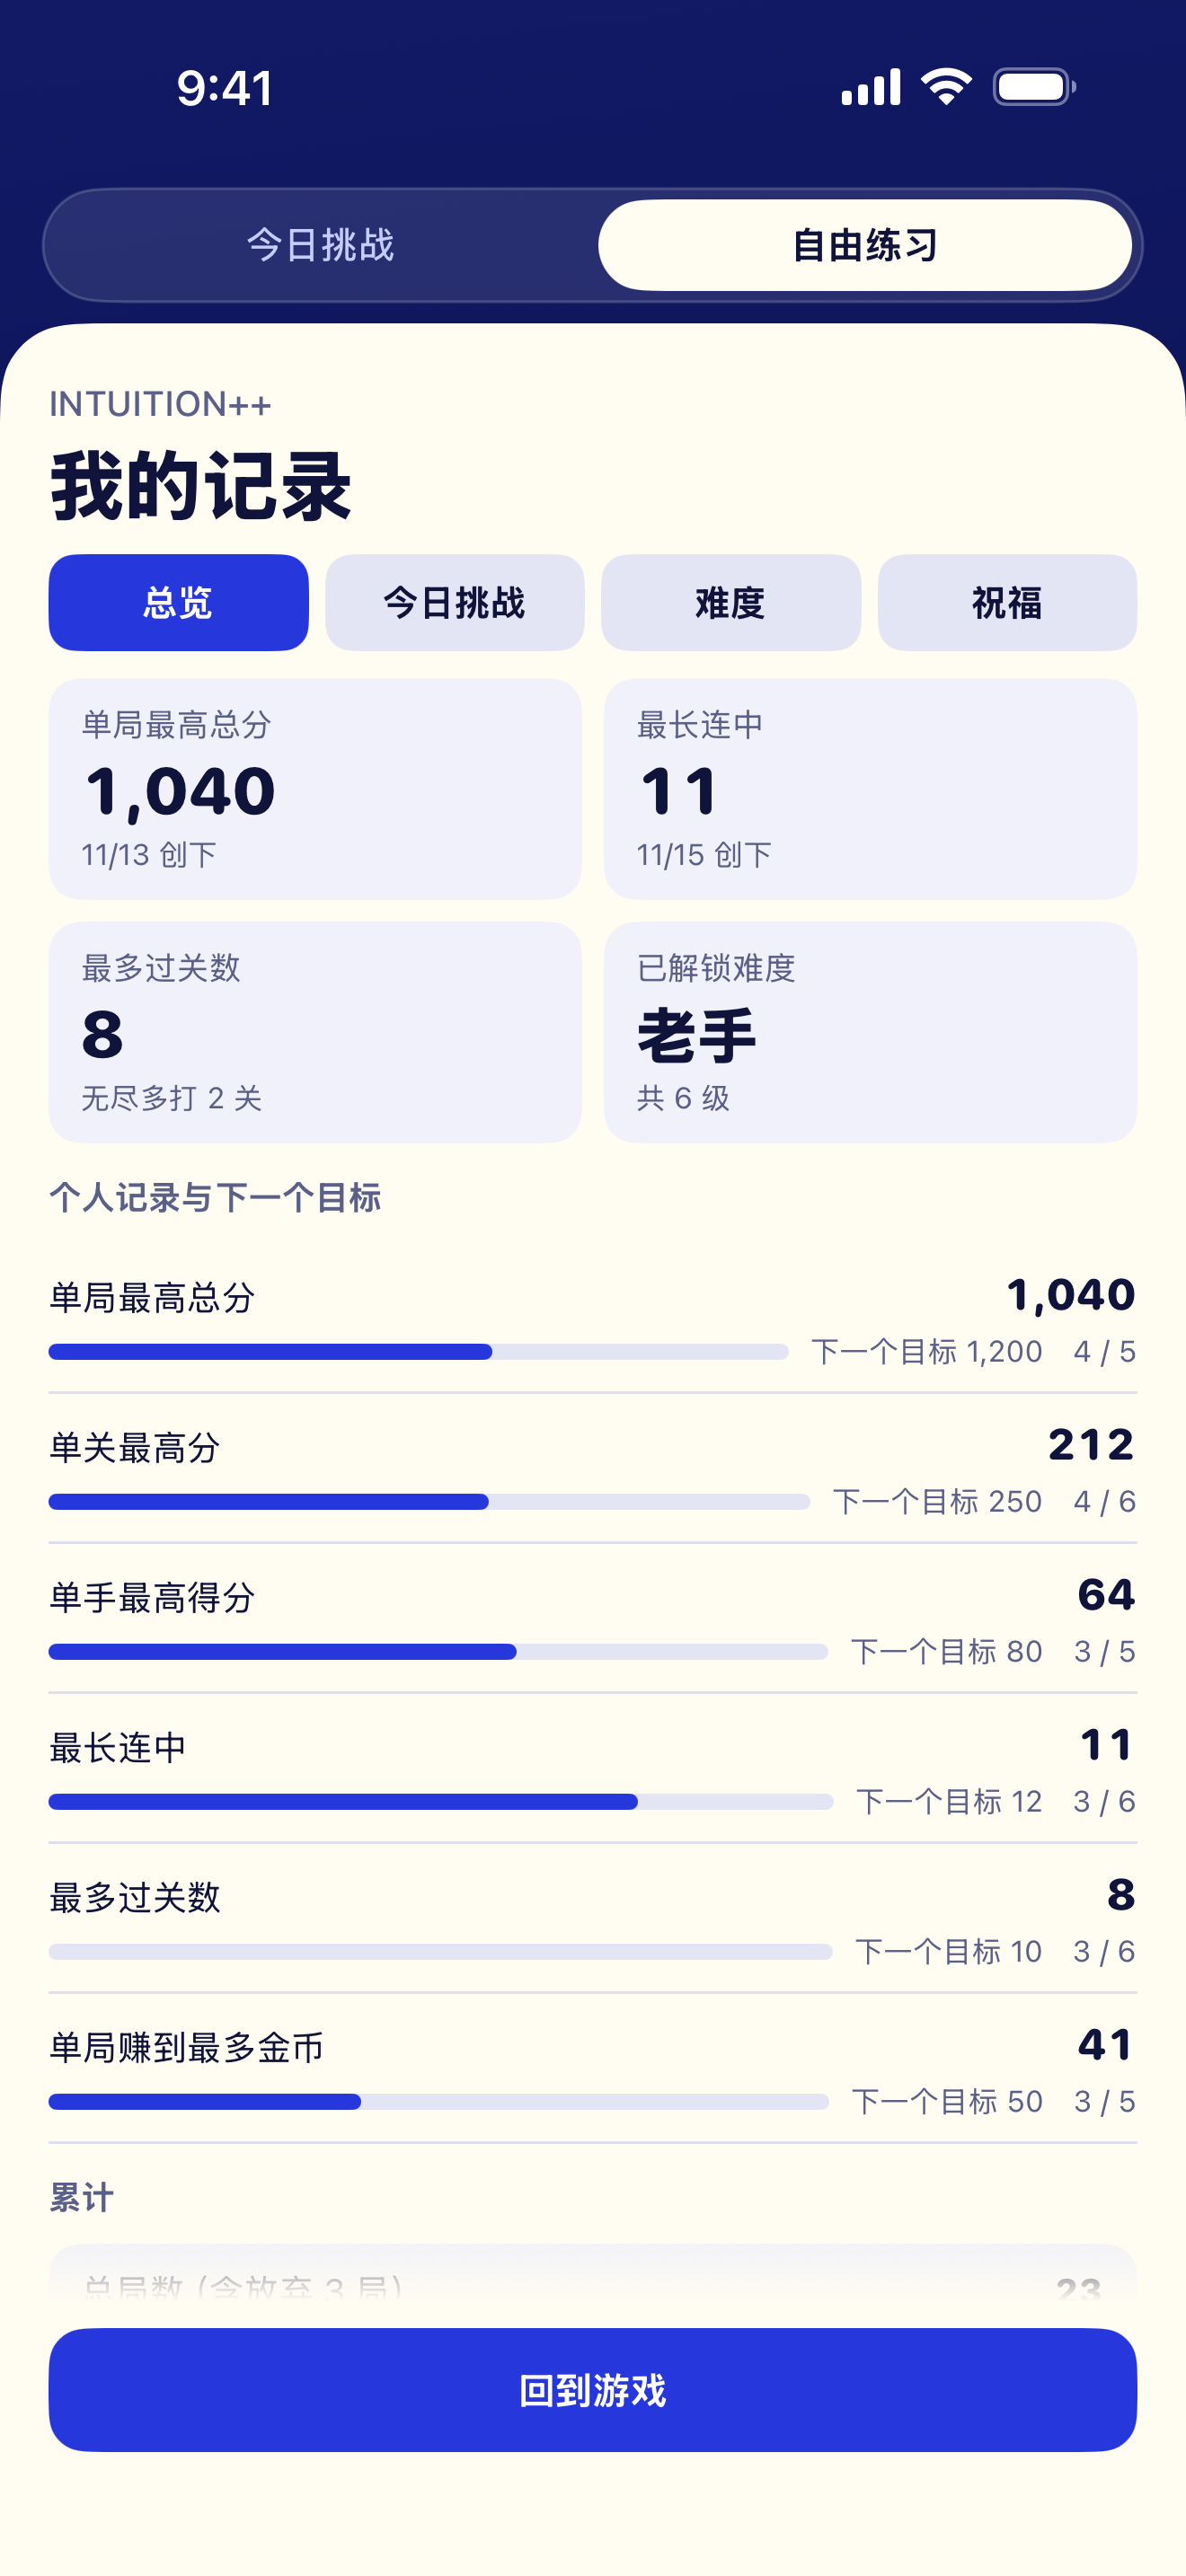 9:41
今日挑战 自由练习
INTUITION++
我的记录
总览 今日挑战 难度 祝福
单局最高总分
1,040
11/13 创下
最长连中
11
11/15 创下
最多过关数
8
无尽多打 2 关
已解锁难度
老手
共 6 级
个人记录与下一个目标
单局最高总分 1,040
下一个目标 1,200 4 / 5
单关最高分 212
下一个目标 250 4 / 6
单手最高得分 64
下一个目标 80 3 / 5
最长连中 11
下一个目标 12 3 / 6
最多过关数 8
下一个目标 10 3 / 6
单局赚到最多金币 41
下一个目标 50 3 / 5
累计
总局数 (含放弃 3 局) 23
回到游戏